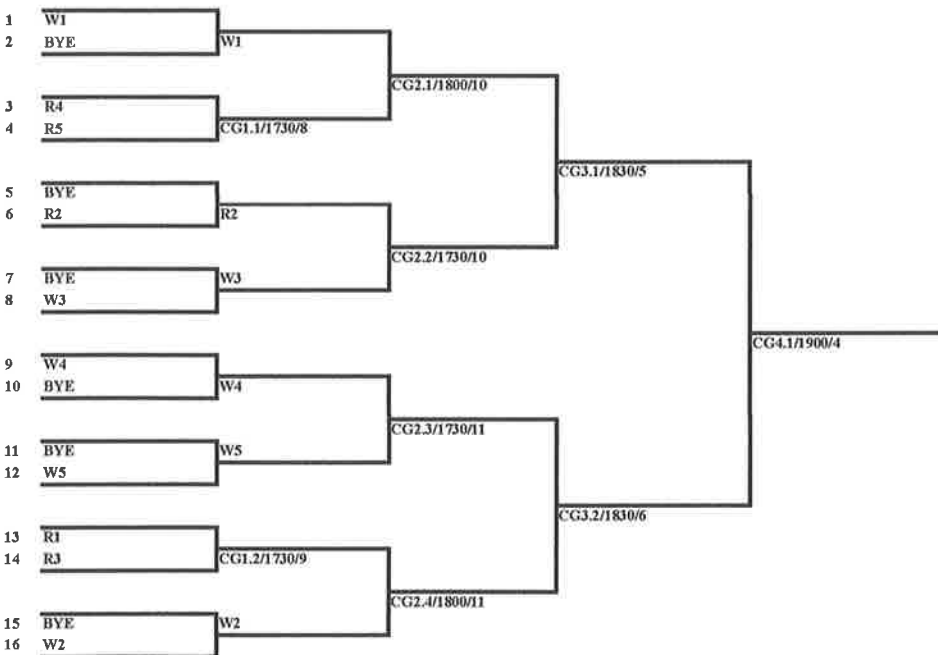 1 W1
2 BYE
W1
CG2.1/1800/10
3 R4
4 R5
CG1.1/1730/8
CG3.1/1830/5
5 BYE
6 R2
R2
CG2.2/1730/10
7 BYE
8 W3
W3
CG4.1/1900/4
9 W4
10 BYE
W4
CG2.3/1730/11
11 BYE
12 W5
W5
CG3.2/1830/6
13 R1
14 R3
CG1.2/1730/9
CG2.4/1800/11
15 BYE
16 W2
W2